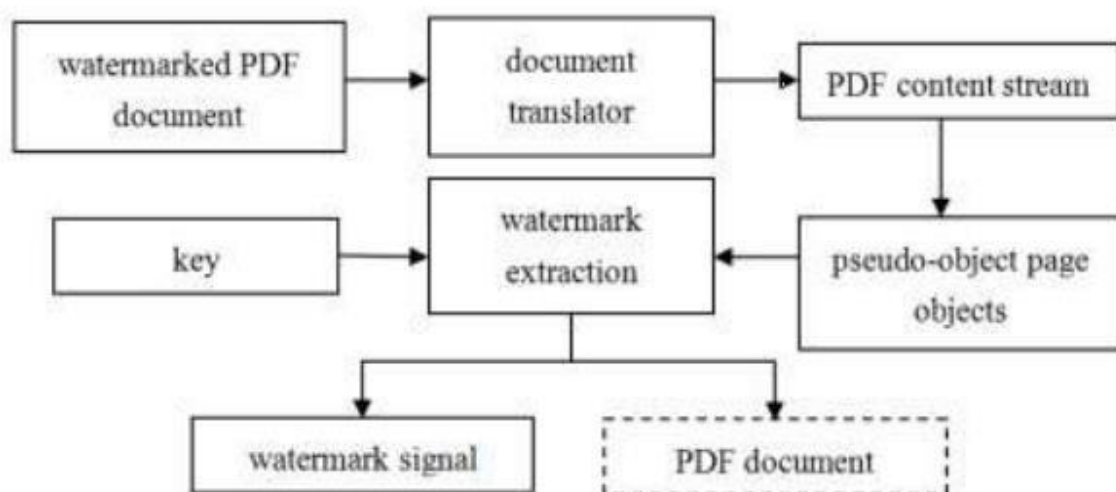 watermarked PDF
document
document
translator
PDF content stream
key
watermark
extraction
pseudo-object page
objects
watermark signal
PDF document